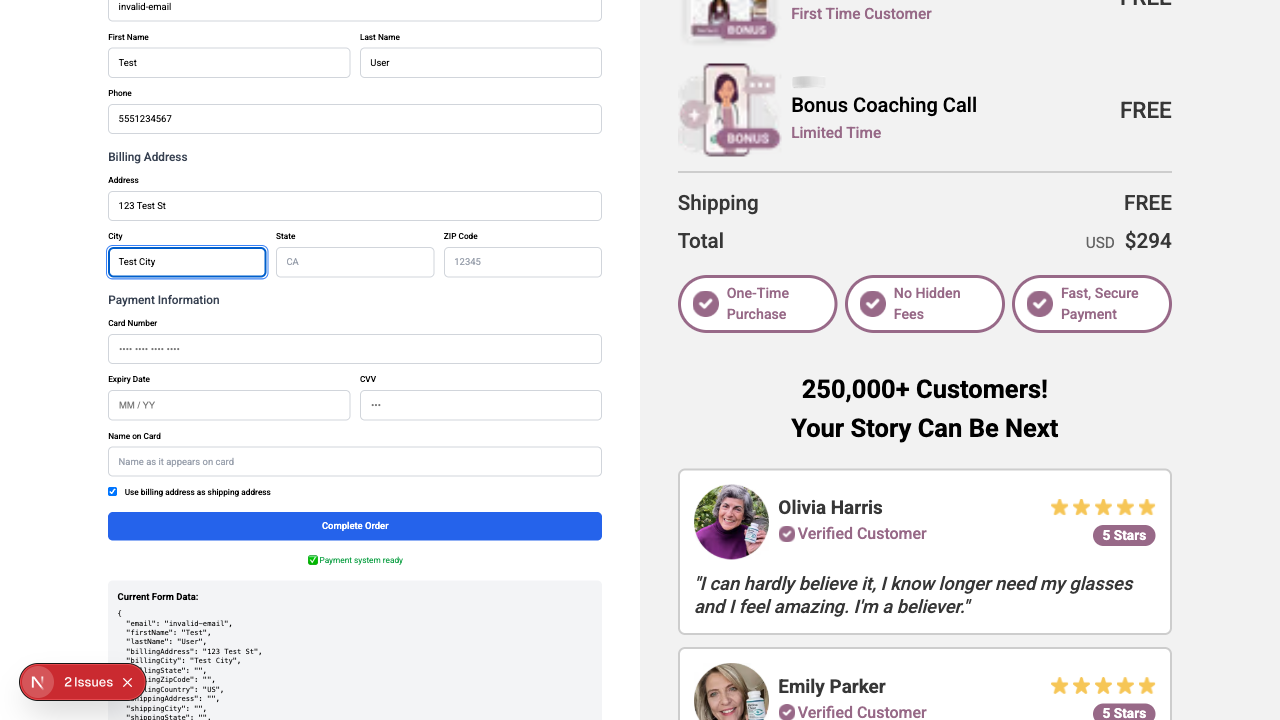 invalid-email
First Name
Last Name
Test
User
Phone
5551234567
Billing Address
Address
123 Test St
City
State
ZIP Code
Test City
CA
12345
Payment Information
Card Number
•••• •••• •••• ••••
Expiry Date
CVV
MM / YY
•••
Name on Card
Name as it appears on card
Use billing address as shipping address
Complete Order
Payment system ready
Current Form Data:
{
"email": "invalid-email",
"firstName": "Test",
"lastName": "User",
"billingAddress": "123 Test St",
"billingCity": "Test City",
llingState": "",
lingZipCode": "",
llingCountry": "US",
hippingAddress": "",
shippingCity": "",
"shippingState": "",
N
2 Issues
BONUS
First Time Customer
FREE
BONUS
Bonus Coaching Call
Limited Time
FREE
Shipping
FREE
Total
USD $294
One-Time
Purchase
No Hidden
Fees
Fast, Secure
Payment
250,000+ Customers!
Your Story Can Be Next
Olivia Harris
Verified Customer
5 Stars
"I can hardly believe it, I know longer need my glasses
and I feel amazing. I'm a believer."
Emily Parker
Verified Customer
5 Stars